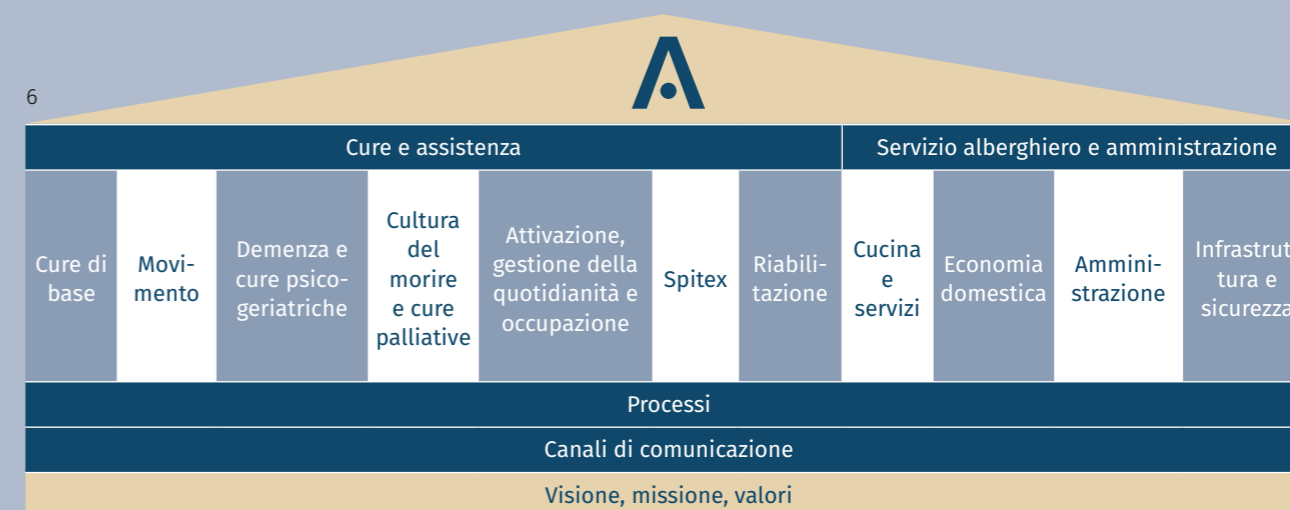 6
Cure e assistenza
Servizio alberghiero e amministrazione
Cure di
base
Movi-
mento
Demenza e
cure psico-
geriatriche
Cultura
del
morire
e cure
palliative
Attivazione,
gestione della
quotidianità e
occupazione
Spitex
Riabili-
tazione
Cucina
e
servizi
Economia
domestica
Ammini-
strazione
Infrastrut
tura e
sicurezza
Processi
Canali di comunicazione
Visione, missione, valori